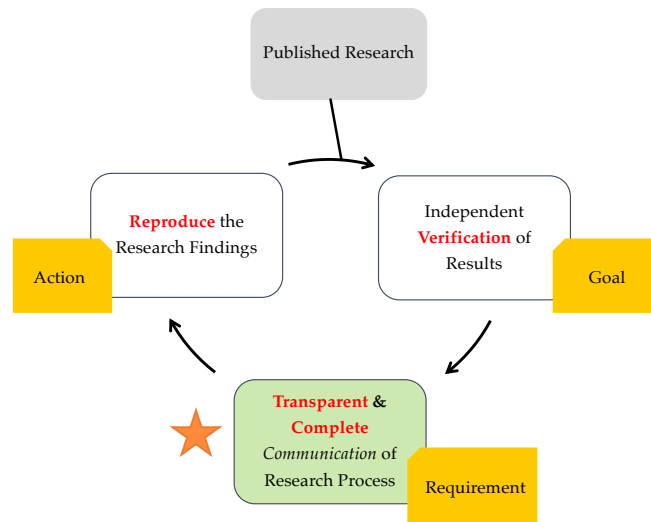 Published Research
Reproduce the
Research Findings
Action
Independent
Verification of
Results
Goal
Transparent &
Complete
Communication of
Research Process
Requirement